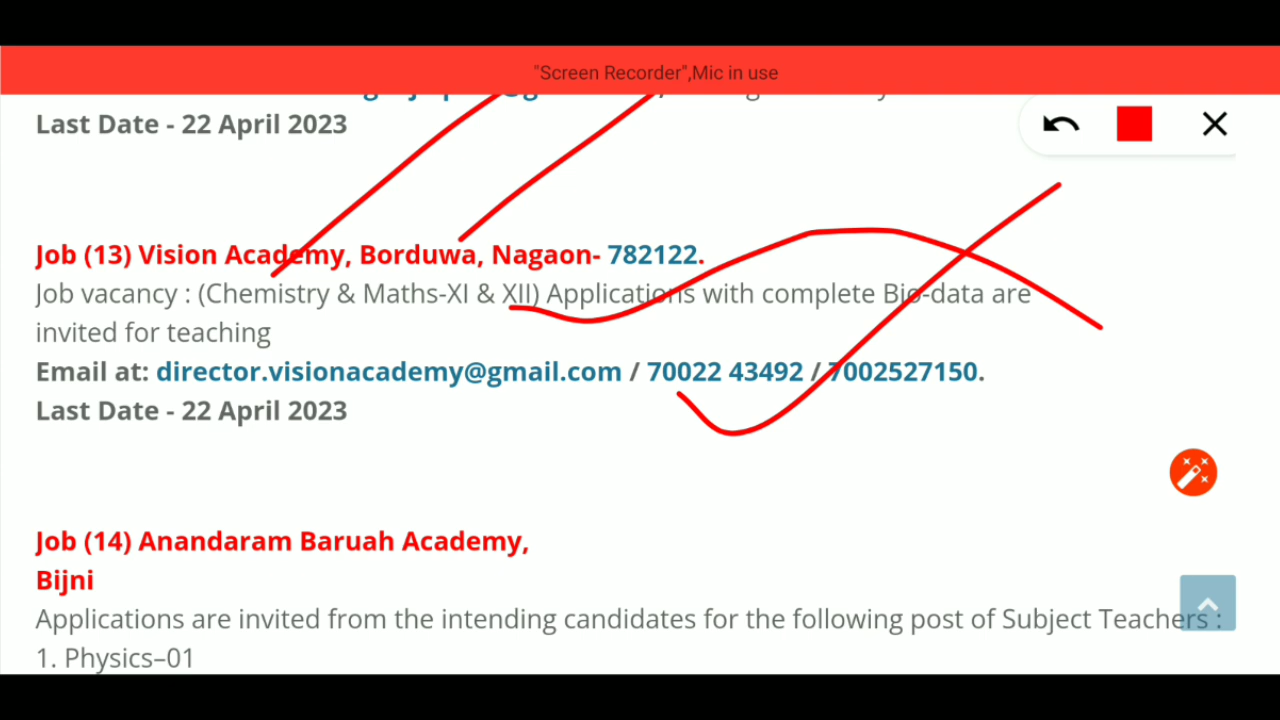 "Screen Recorder",Mic in use
Last Date - 22 April 2023
Job (13) Vision Academy, Borduwa, Nagaon- 782122.
Job vacancy : (Chemistry & Maths-XI & XII) Applications with complete Bio-data are
invited for teaching
Email at: director.visionacademy@gmail.com / 70022 43492 / 7002527150.
Last Date - 22 April 2023
Job (14) Anandaram Baruah Academy,
Bijni
Applications are invited from the intending candidates for the following post of Subject Teachers :
1. Physics–01